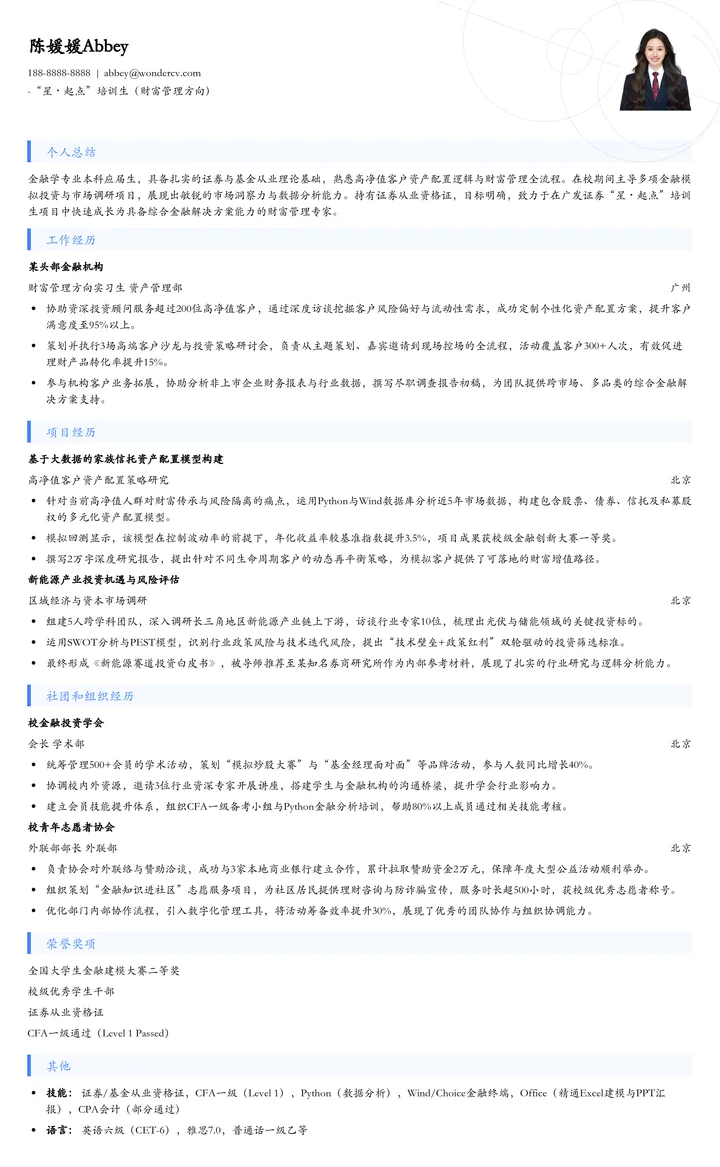 陈媛媛Abbey
188-8888-8888 | abbey@wondercv.com
-“星·起点”培训生（财富管理方向）
个人总结
金融学专业本科应届生，具备扎实的证券与基金从业理论基础，熟悉高净值客户资产配置逻辑与财富管理全流程。在校期间主导多项金融模
拟投资与市场调研项目，展现出敏锐的市场洞察力与数据分析能力。持有证券从业资格证，目标明确，致力于在广发证券“星·起点”培训
生项目中快速成长为具备综合金融解决方案能力的财富管理专家。
工作经历
某头部金融机构
财富管理方向实习生 资产管理部 广州
• 协助资深投资顾问服务超过200位高净值客户，通过深度访谈挖掘客户风险偏好与流动性需求，成功定制个性化资产配置方案，提升客户
满意度至95%以上。
• 策划并执行3场高端客户沙龙与投资策略研讨会，负责从主题策划、嘉宾邀请到现场控场的全流程，活动覆盖客户300+人次，有效促进
理财产品转化率提升15%。
• 参与机构客户业务拓展，协助分析非上市企业财务报表与行业数据，撰写尽职调查报告初稿，为团队提供跨市场、多品类的综合金融解
决方案支持。
项目经历
基于大数据的家族信托资产配置模型构建
高净值客户资产配置策略研究 北京
• 针对当前高净值人群对财富传承与风险隔离的痛点，运用Python与Wind数据库分析近5年市场数据，构建包含股票、债券、信托及私募股
权的多元化资产配置模型。
• 模拟回测显示，该模型在控制波动率的前提下，年化收益率较基准指数提升3.5%，项目成果获校级金融创新大赛一等奖。
• 撰写2万字深度研究报告，提出针对不同生命周期客户的动态再平衡策略，为模拟客户提供了可落地的财富增值路径。
新能源产业投资机遇与风险评估
区域经济与资本市场调研 北京
• 组建5人跨学科团队，深入调研长三角地区新能源产业链上下游，访谈行业专家10位，梳理出光伏与储能领域的关键投资标的。
• 运用SWOT分析与PEST模型，识别行业政策风险与技术迭代风险，提出“技术壁垒+政策红利”双轮驱动的投资筛选标准。
• 最终形成《新能源赛道投资白皮书》，被导师推荐至某知名券商研究所作为内部参考材料，展现了扎实的行业研究与逻辑分析能力。
社团和组织经历
校金融投资学会
会长 学术部 北京
• 统筹管理500+会员的学术活动，策划“模拟炒股大赛”与“基金经理面对面”等品牌活动，参与人数同比增长40%。
• 协调校内外资源，邀请3位行业资深专家开展讲座，搭建学生与金融机构的沟通桥梁，提升学会行业影响力。
• 建立会员技能提升体系，组织CFA一级备考小组与Python金融分析培训，帮助80%以上成员通过相关技能考核。
校青年志愿者协会
外联部部长 外联部 北京
• 负责协会对外联络与赞助洽谈，成功与3家本地商业银行建立合作，累计拉取赞助资金2万元，保障年度大型公益活动顺利举办。
• 组织策划“金融知识进社区”志愿服务项目，为社区居民提供理财咨询与防诈骗宣传，服务时长超500小时，获校级优秀志愿者称号。
• 优化部门内部协作流程，引入数字化管理工具，将活动筹备效率提升30%，展现了优秀的团队协作与组织协调能力。
荣誉奖项
全国大学生金融建模大赛二等奖
校级优秀学生干部
证券从业资格证
CFA一级通过（Level 1 Passed）
其他
• 技能： 证券/基金从业资格证，CFA一级（Level 1），Python（数据分析），Wind/Choice金融终端，Office（精通Excel建模与PPT汇
报），CPA会计（部分通过）
• 语言： 英语六级（CET-6），雅思7.0，普通话一级乙等